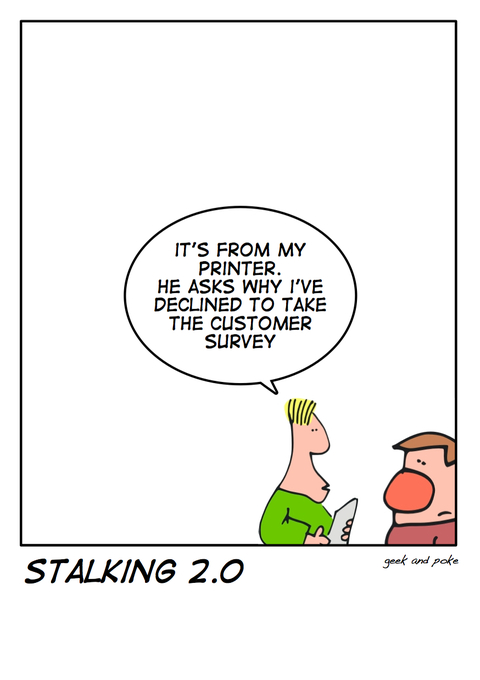 IT'S FROM MY
PRINTER.
HE ASKS WHY I'VE
DECLINED TO TAKE
THE CUSTOMER
SURVEY
STALKING 2.0
geek and poke